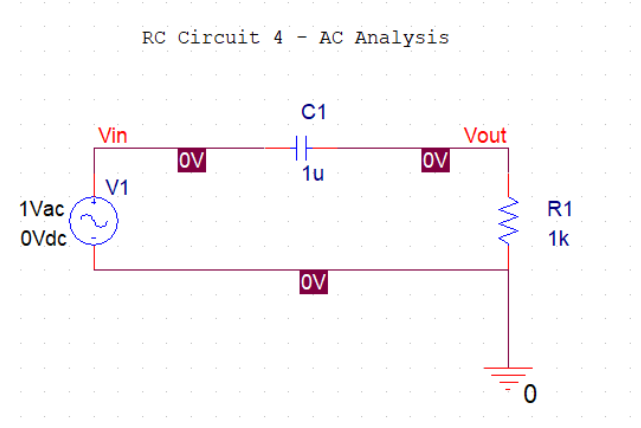 RC Circuit 4 - AC Analysis
C1
Vin
Vout
0V
0V
1u
V1
1Vac
R1
0Vdc
1k
0V
0